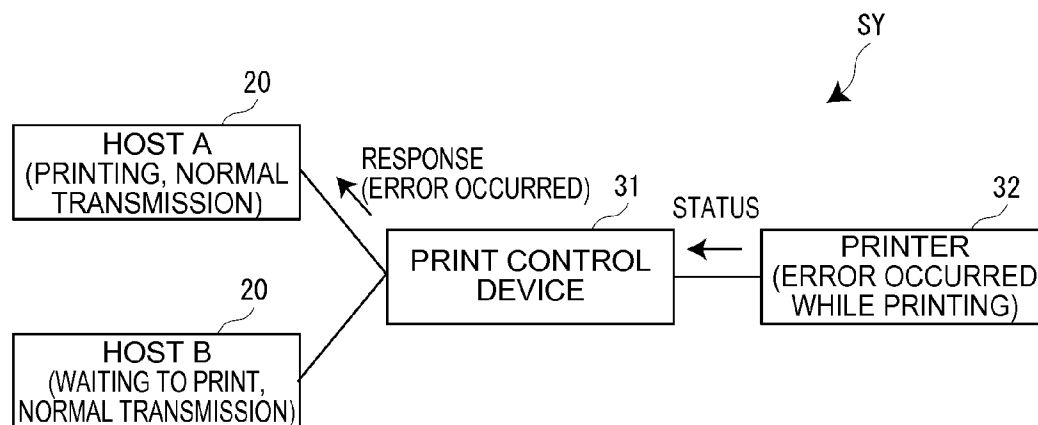 SY
20
HOST A
(PRINTING, NORMAL
TRANSMISSION)
RESPONSE
(ERROR OCCURRED)
31
PRINT CONTROL
DEVICE
STATUS
32
PRINTER
(ERROR OCCURRED
WHILE PRINTING)
20
HOST B
(WAITING TO PRINT,
NORMAL TRANSMISSION)